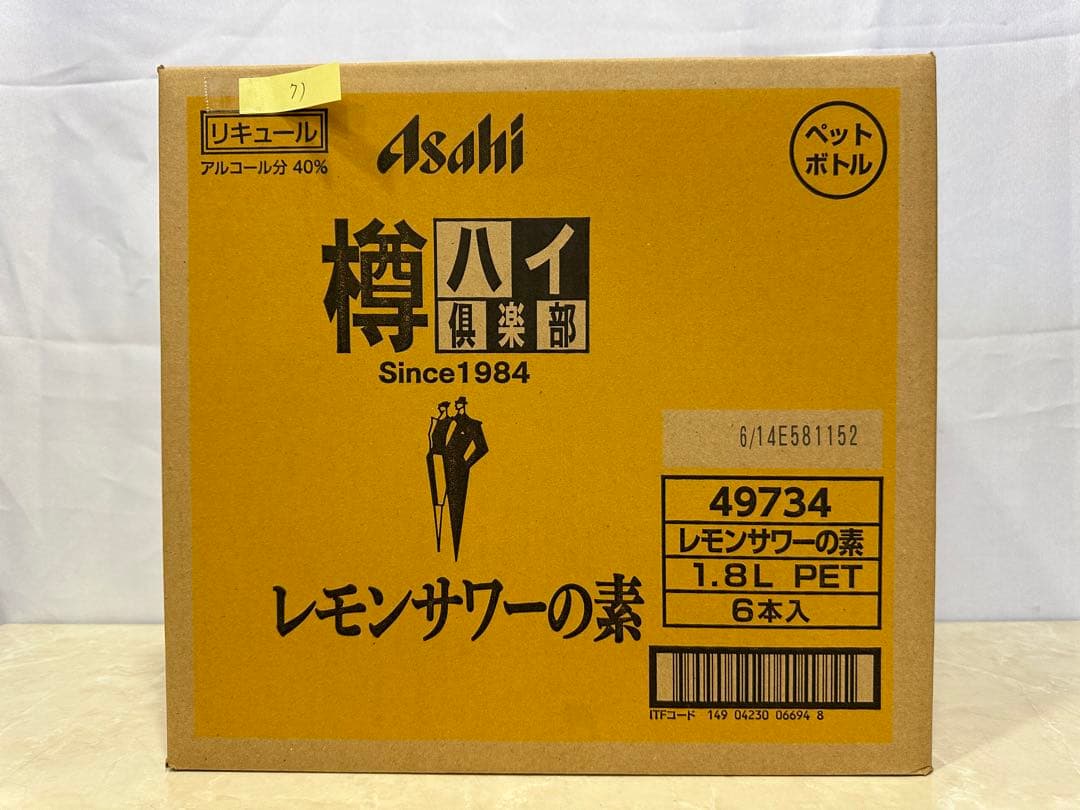 リキュール
アルコール分 40%
Asahi
ペット
ボトル
樽ハイ
倶楽部
Since1984
レモンサワーの素
6/14E581152
49734
レモンサワーの素
1.8L PET
6本入
ITFコード 149 04230 06694 8